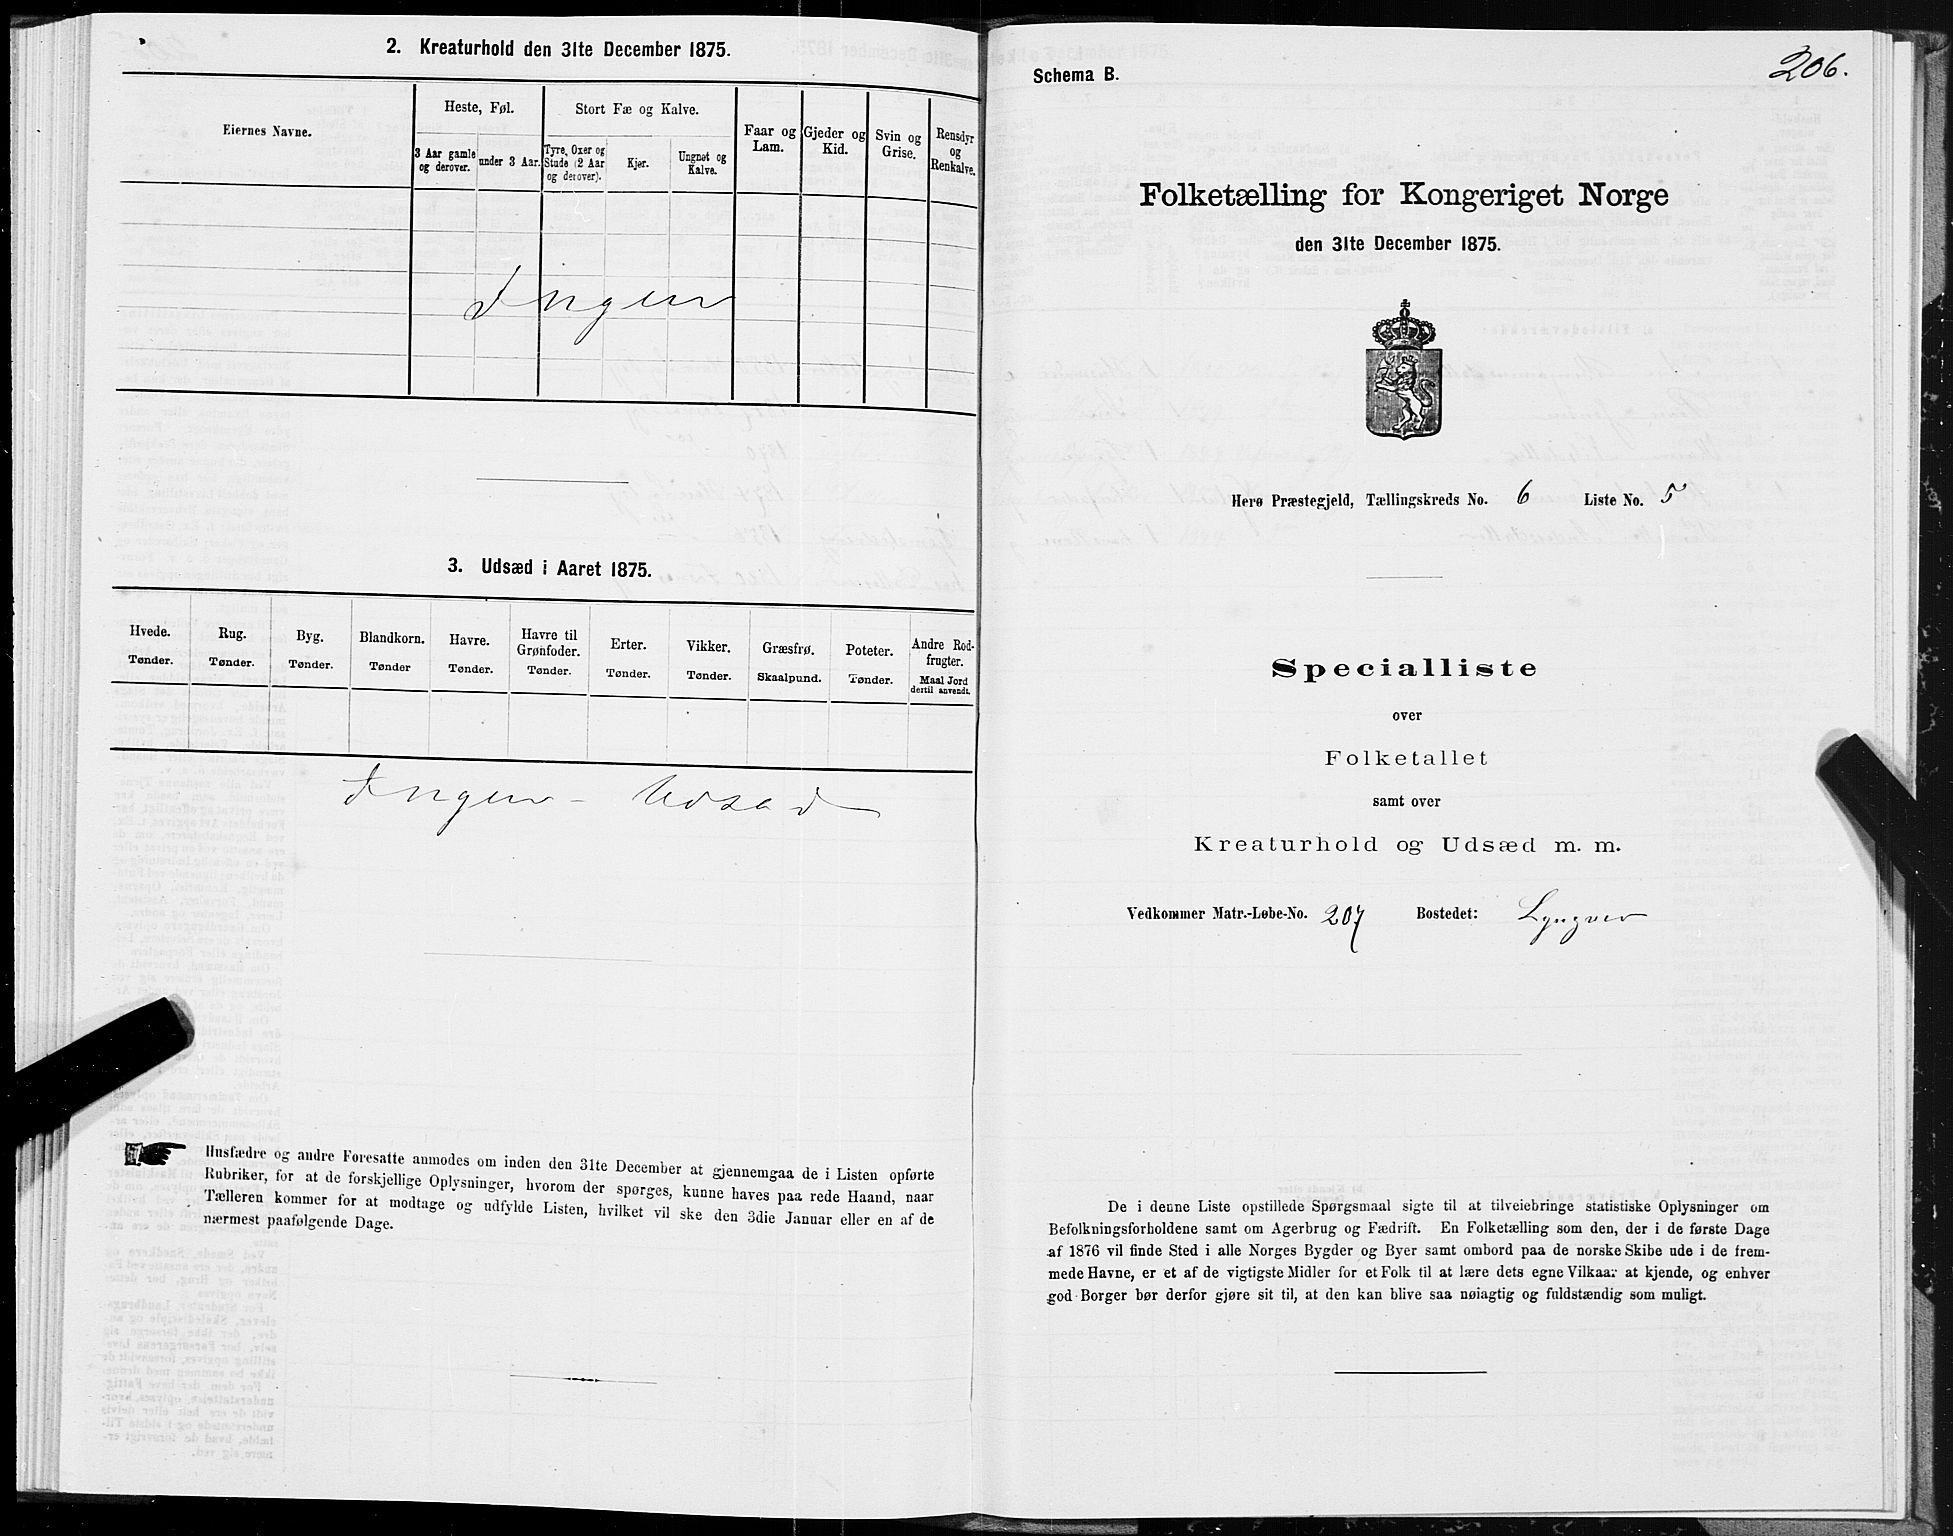 2. Kreaturhold den 31te December 1875.
Eiernes Navne.
Heste, Føl.
Stort Fæ og Kalve.
Faar og Lam.
Gjeder og Kid.
Svin og Grise.
Rensdyr og Renkalve.
3 Aar gamle og derover.
under 3 Aar.
Tyre, Oxer og Stude (2 Aar og derover).
Kjør.
Ungnøt og Kalve.
Ingen
3. Udsæd i Aaret 1875.
Hvede. Tønder.
Rug. Tønder.
Byg. Tønder.
Blandkorn. Tønder
Havre. Tønder.
Havre til Grønfoder. Tønder.
Erter. Tønder.
Vikker. Tønder.
Græsfrø. Skaalpund.
Poteter. Tønder.
Andre Rodfrugter. Maal Jord dertil anvendt.
Ingen - Udsæd
Husfædre og andre Foresatte anmodes om inden den 31te December at gjennemgaa de i Listen opførte
Rubriker, for at de forskjellige Oplysninger, hvorom der spørges, kunne haves paa rede Haand, naar
Tælleren kommer for at modtage og udfylde Listen, hvilket vil ske den 3die Januar eller en af de
nærmest paafølgende Dage.
206.
Schema B.
Folketælling for Kongeriget Norge
den 31te December 1875.
Herø Præstegjeld, Tællingskreds No. 6 Liste No. 5
Specialliste
over
Folketallet
samt over
Kreaturhold og Udsæd m. m.
Vedkommer Matr.-Løbe-No. 207 Bostedet: Lyngvær
De i denne Liste opstillede Spørgsmaal sigte til at tilveiebringe statistiske Oplysninger om
Befolkningsforholdene samt om Agerbrug og Fædrift. En Folketælling som den, der i de første Dage
af 1876 vil finde Sted i alle Norges Bygder og Byer samt ombord paa de norske Skibe ude i de frem-
mede Havne, er et af de vigtigste Midler for et Folk til at lære dets egne Vilkaar at kjende, og enhver
god Borger bør derfor gjøre sit til, at den kan blive saa nøiagtig og fuldstændig som muligt.